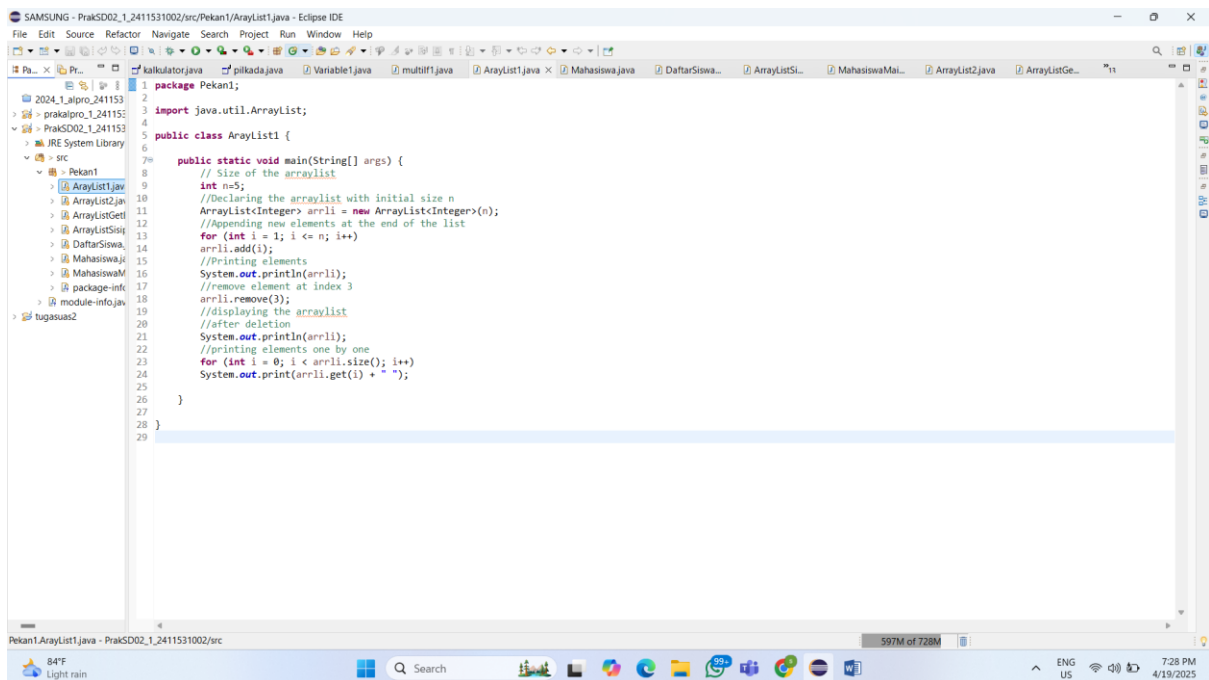 SAMSUNG - PrakSD02_1_2411531002/src/Pekan1/ArayList1.java - Eclipse IDE
File Edit Source Refactor Navigate Search Project Run Window Help
Pa... Pr... kalkulator.java pilkada.java Variable1.java multiIf1.java ArayList1.java Mahasiswa.java DaftarSiswa... ArrayListSi... MahasiswaMai... ArrayList2.java ArrayListGe... "11
2024_1_alpro_241153
> prakalpro_1_241153
> PrakSD02_1_241153
JRE System Library
> src
> Pekan1
ArayList1.jav
ArrayList2.jav
ArrayListGetI
ArrayListSisip
DaftarSiswa.
Mahasiswa.ja
MahasiswaM
package-info
module-info.jav
tugasuas2
1 package Pekan1;
2
3 import java.util.ArrayList;
4
5 public class ArayList1 {
6
7 public static void main(String[] args) {
8 // Size of the arraylist
9 int n=5;
10 //Declaring the arraylist with initial size n
11 ArrayList<Integer> arrli = new ArrayList<Integer>(n);
12 //Appending new elements at the end of the list
13 for (int i = 1; i <= n; i++)
14 arrli.add(i);
15 //Printing elements
16 System.out.println(arrli);
17 //remove element at index 3
18 arrli.remove(3);
19 //displaying the arraylist
20 //after deletion
21 System.out.println(arrli);
22 //printing elements one by one
23 for (int i = 0; i < arrli.size(); i++)
24 System.out.print(arrli.get(i) + " ");
25
26 }
27
28 }
29
Pekan1.ArayList1.java - PrakSD02_1_2411531002/src
597M of 728M
84°F
Light rain
Search
99+
ENG
US
7:28 PM
4/19/2025